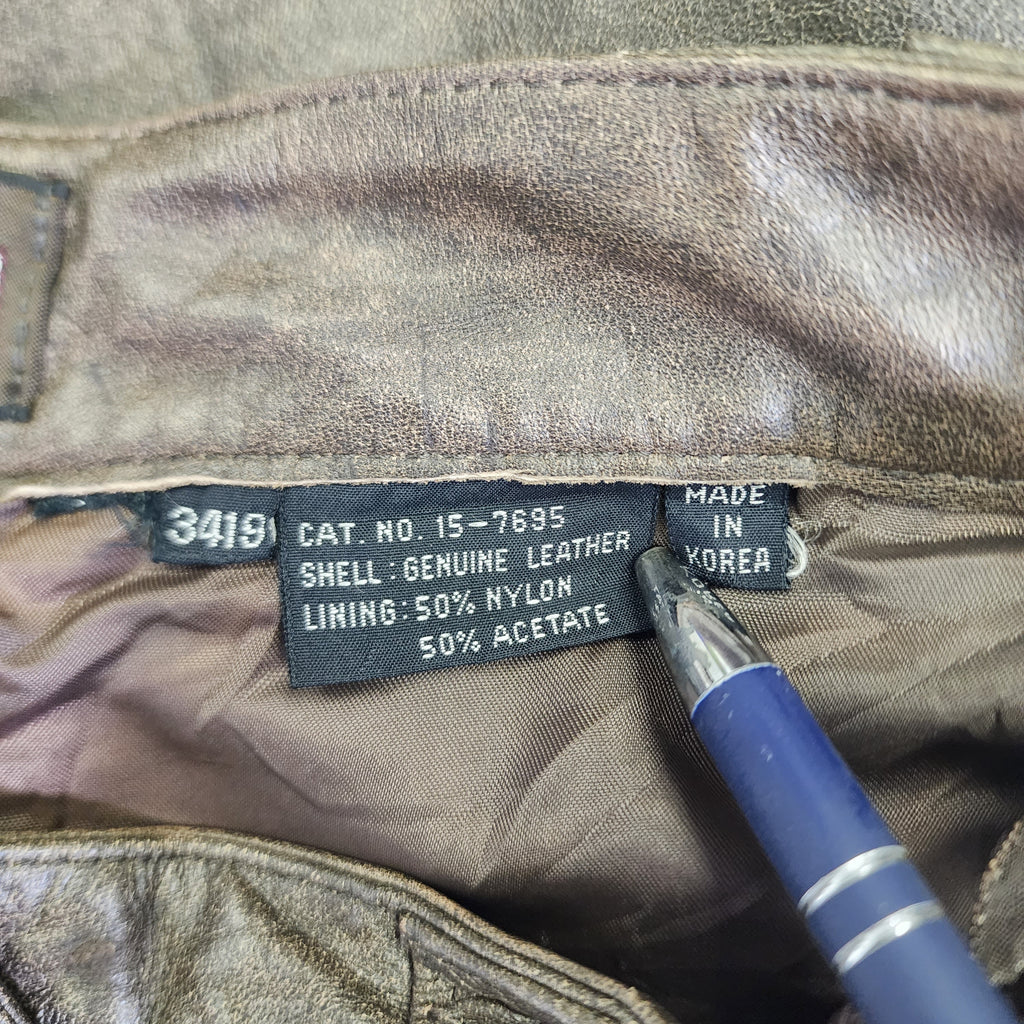 3419
CAT. NO. 15-7695
SHELL: GENUINE LEATHER
LINING: 50% NYLON
50% ACETATE
MADE
IN
KOREA